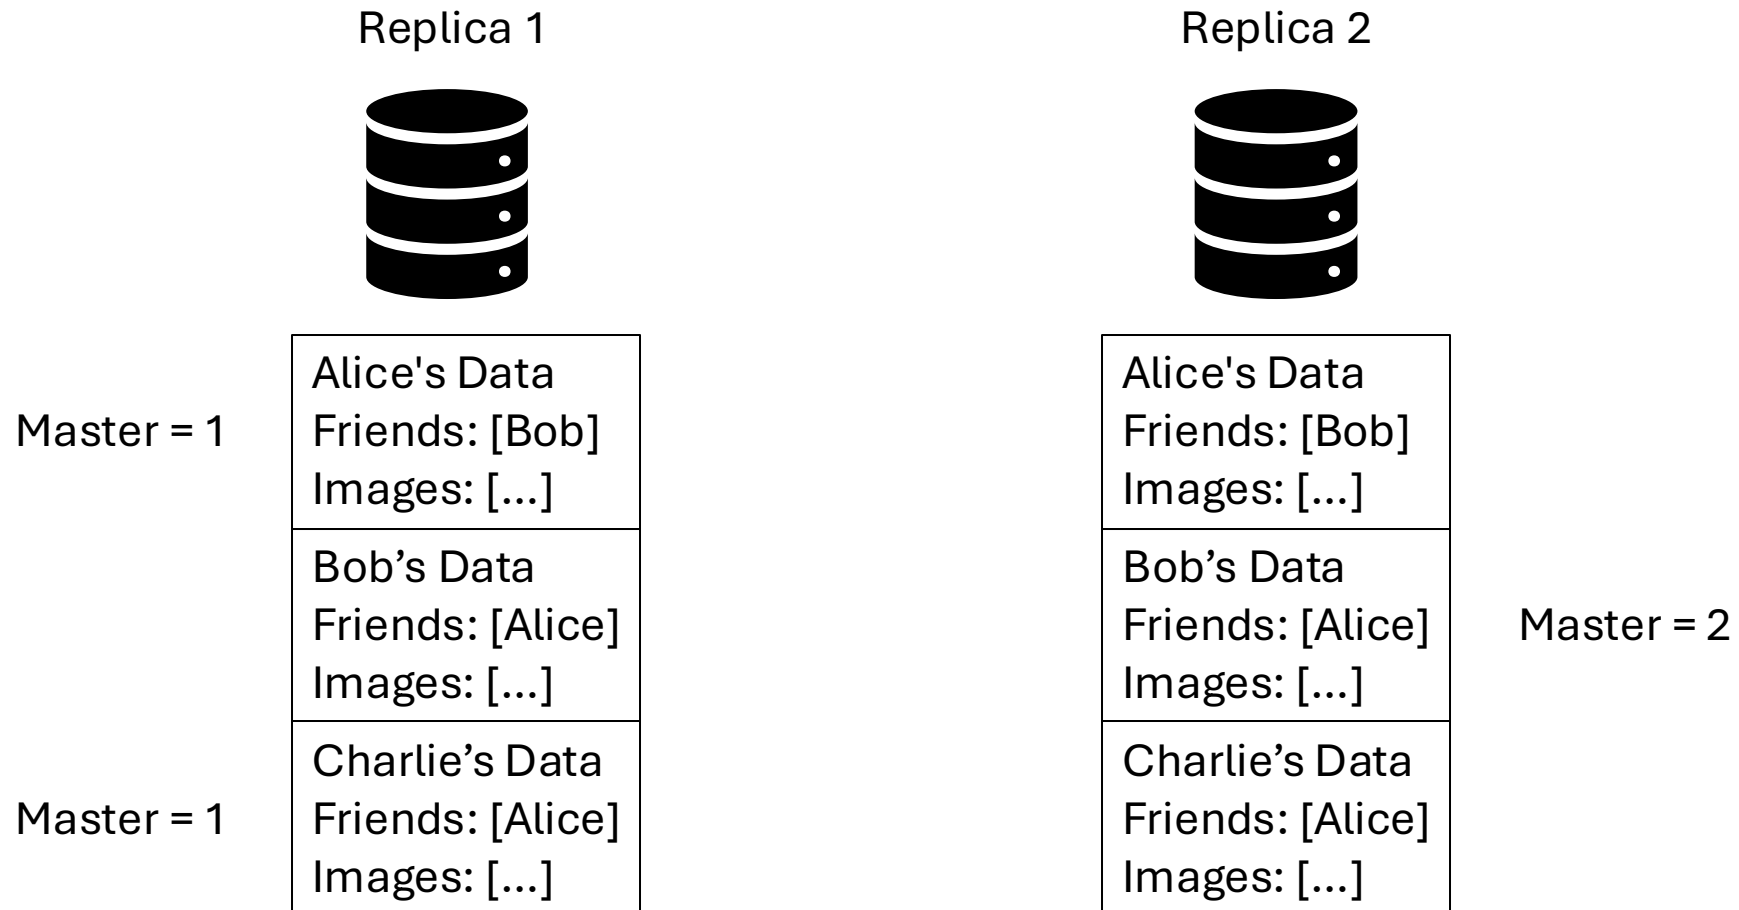 Replica 1
Replica 2
Master = 1
Alice's Data
Friends: [Bob]
Images: [...]
Bob’s Data
Friends: [Alice]
Images: [...]
Master = 1
Charlie’s Data
Friends: [Alice]
Images: [...]
Alice's Data
Friends: [Bob]
Images: [...]
Bob’s Data
Friends: [Alice]
Images: [...]
Master = 2
Charlie’s Data
Friends: [Alice]
Images: [...]